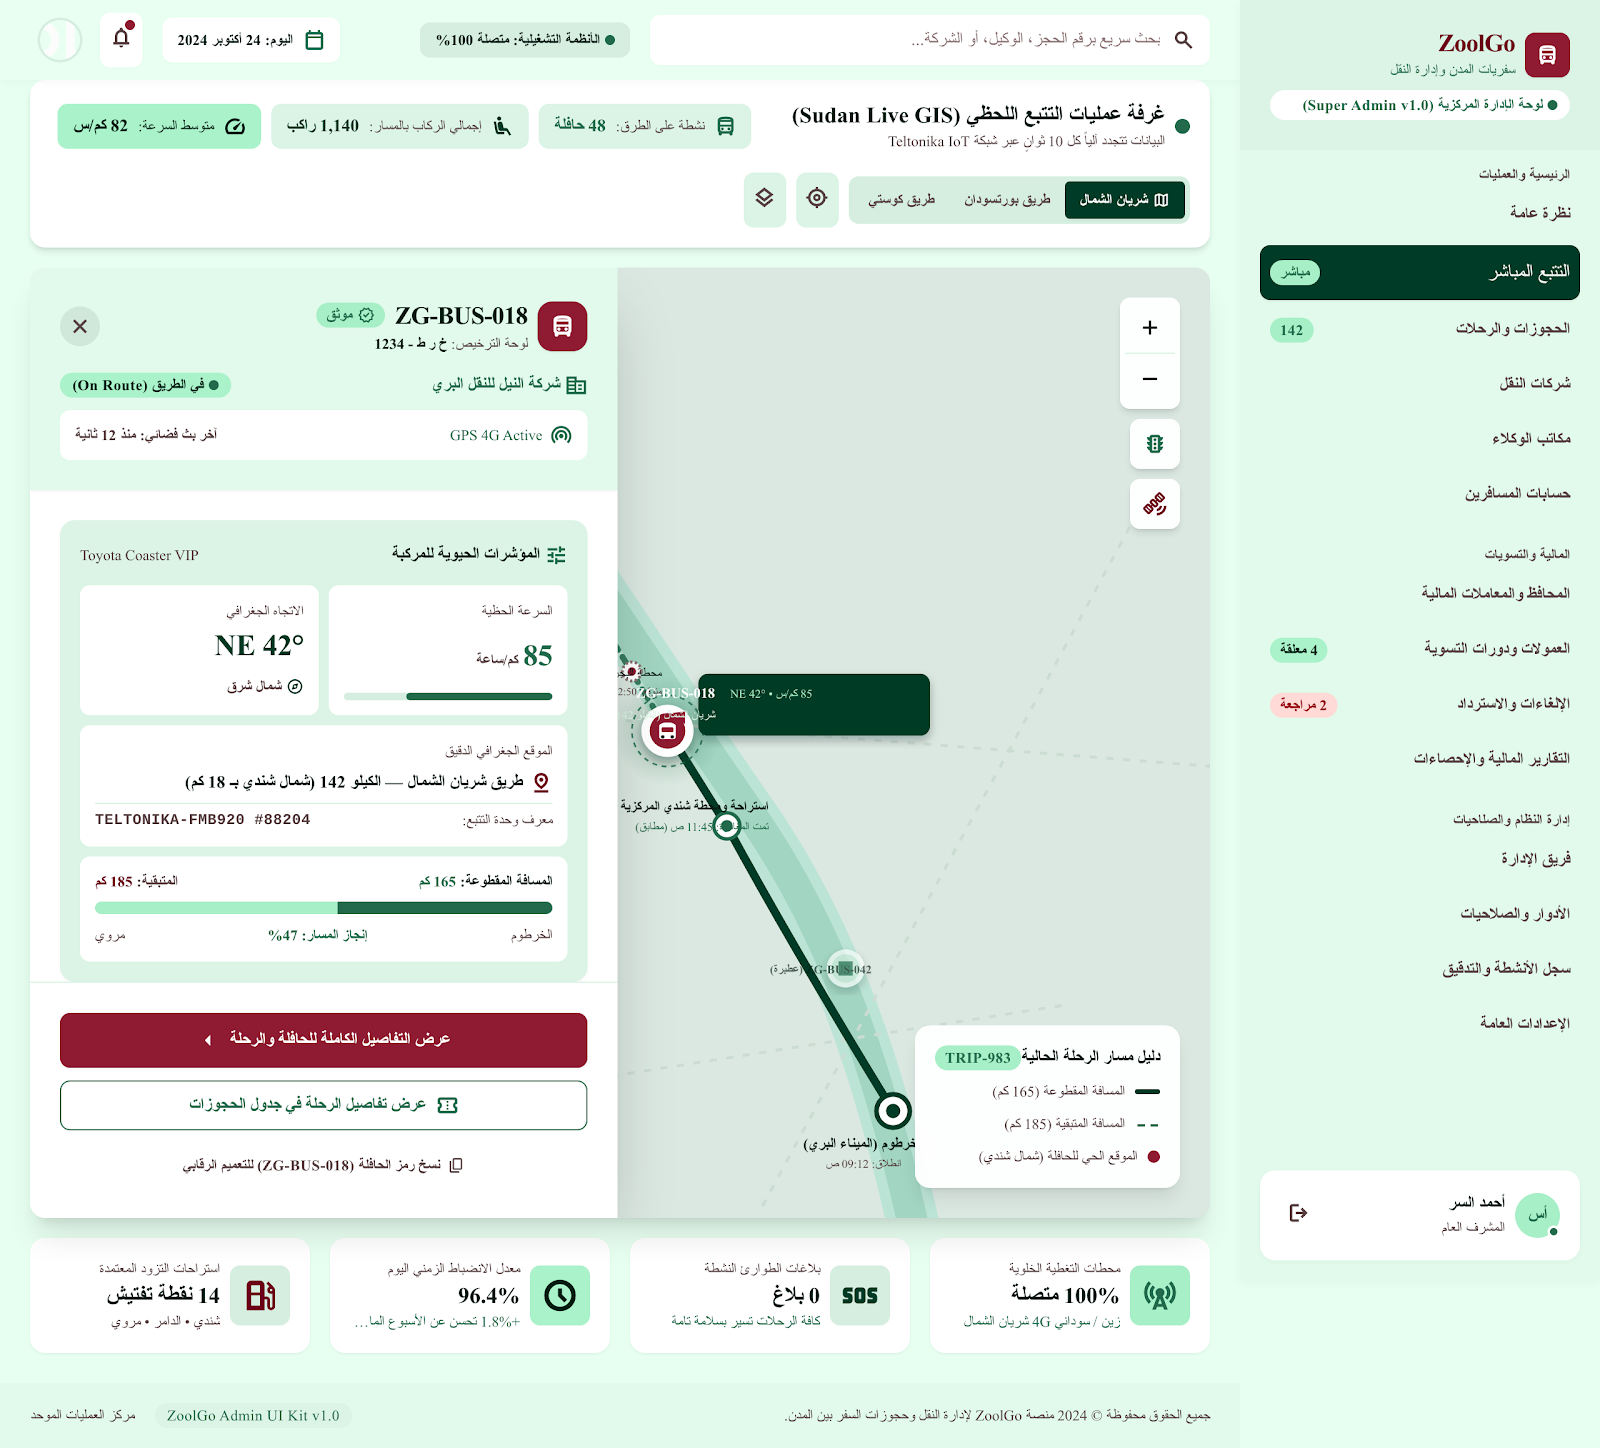 ZoolGo
سفريات المدن وإدارة النقل
لوحة الإدارة المركزية (Super Admin v1.0)
الرئيسية والعمليات
نظرة عامة
التتبع المباشر
مباشر
الحجوزات والرحلات
142
شركات النقل
مكاتب الوكلاء
حسابات المسافرين
المالية والتسويات
المحافظ والمعاملات المالية
العمولات ودورات التسوية
4 معلقة
الإلغاءات والاسترداد
2 مراجعة
التقارير المالية والإحصاءات
إدارة النظام والصلاحيات
فريق الإدارة
الأدوار والصلاحيات
سجل الأنشطة والتدقيق
الإعدادات العامة
أس
أحمد السر
المشرف العام
بحث سريع برقم الحجز، الوكيل، أو الشركة...
الأنظمة التشغيلية: متصلة 100%
اليوم: 24 أكتوبر 2024
غرفة عمليات التتبع اللحظي (Sudan Live GIS)
البيانات تتجدد آلياً كل 10 ثوانٍ عبر شبكة Teltonika IoT
نشطة على الطرق: 48 حافلة
إجمالي الركاب بالمسار: 1,140 راكب
متوسط السرعة: 82 كم/س
شريان الشمال
طريق بورتسودان
طريق كوستي
ZG-BUS-018
موثق
لوحة الترخيص: خ ر ط - 1234
شركة النيل للنقل البري
في الطريق (On Route)
GPS 4G Active
آخر بث فضائي: منذ 12 ثانية
المؤشرات الحيوية للمركبة
Toyota Coaster VIP
السرعة الحظية
85 كم/ساعة
الاتجاه الجغرافي
NE 42°
شمال شرق
الموقع الجغرافي الدقيق
طريق شريان الشمال — الكيلو 142 (شمال شندي بـ 18 كم)
معرف وحدة التتبع:
TELTONIKA-FMB920 #88204
المسافة المقطوعة: 165 كم
المتبقية: 185 كم
الخرطوم
إنجاز المسار: 47%
مروي
عرض التفاصيل الكاملة للحافلة والرحلة
عرض تفاصيل الرحلة في جدول الحجوزات
نسخ رمز الحافلة (ZG-BUS-018) للتعميم الرقابي
ZG-BUS-018
85 كم/س • NE 42°
شريان الشمال
استراحة ومحطة شندي المركزية
11:45 ص (مطابق)
ZG-BUS-042 (عطبرة)
خرطوم (الميناء البري)
انطلاق: 09:12 ص
دليل مسار الرحلة الحالية
TRIP-983
المسافة المقطوعة (165 كم)
المسافة المتبقية (185 كم)
الموقع الحي للحافلة (شمال شندي)
محطات التغطية الخلوية
100% متصلة
زين / سوداني 4G شريان الشمال
SOS
بلاغات الطوارئ النشطة
0 بلاغ
كافة الرحلات تسير بسلامة تامة
معدل الانضباط الزمني اليوم
96.4%
+1.8% تحسن عن الأسبوع الما...
استراحات التزود المعتمدة
14 نقطة تفتيش
شندي • الدامر • مروي
جميع الحقوق محفوظة © 2024 منصة ZoolGo لإدارة النقل وحجوزات السفر بين المدن.
ZoolGo Admin UI Kit v1.0
مركز العمليات الموحد